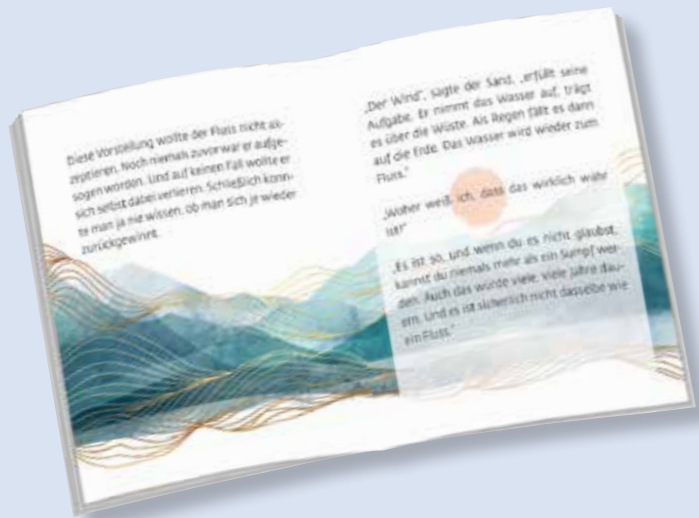 Diese Vorstellung wollte der Fluss nicht ak-
zeptieren. Noch niemals zuvor war er aufge-
sogen worden. Und auf keinen Fall wollte er
sich selbst dabei verlieren. Schließlich konn-
te man ja nie wissen, ob man sich je wieder
zurückgewinnt.
„Der Wind“, sagte der Sand, „erfüllt seine
Aufgabe. Er nimmt das Wasser auf, trägt
es über die Wüste. Als Regen fällt es dann
auf die Erde. Das Wasser wird wieder zum
Fluss.“
„Woher weiß ich, dass das wirklich wahr
ist?“
„Es ist so, und wenn du es nicht glaubst,
kannst du niemals mehr als ein Sumpf wer-
den. Auch das würde viele, viele Jahre dau-
ern. Und es ist sicherlich nicht dasselbe wie
ein Fluss.“